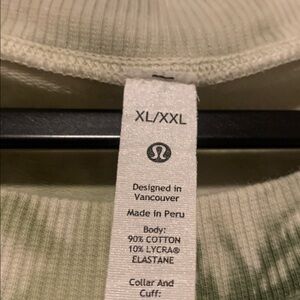 XL/XXL
Designed in
Vancouver
Made in Peru
Body:
90% COTTON
10% LYCRA®
ELASTANE
Collar And
Cuff: